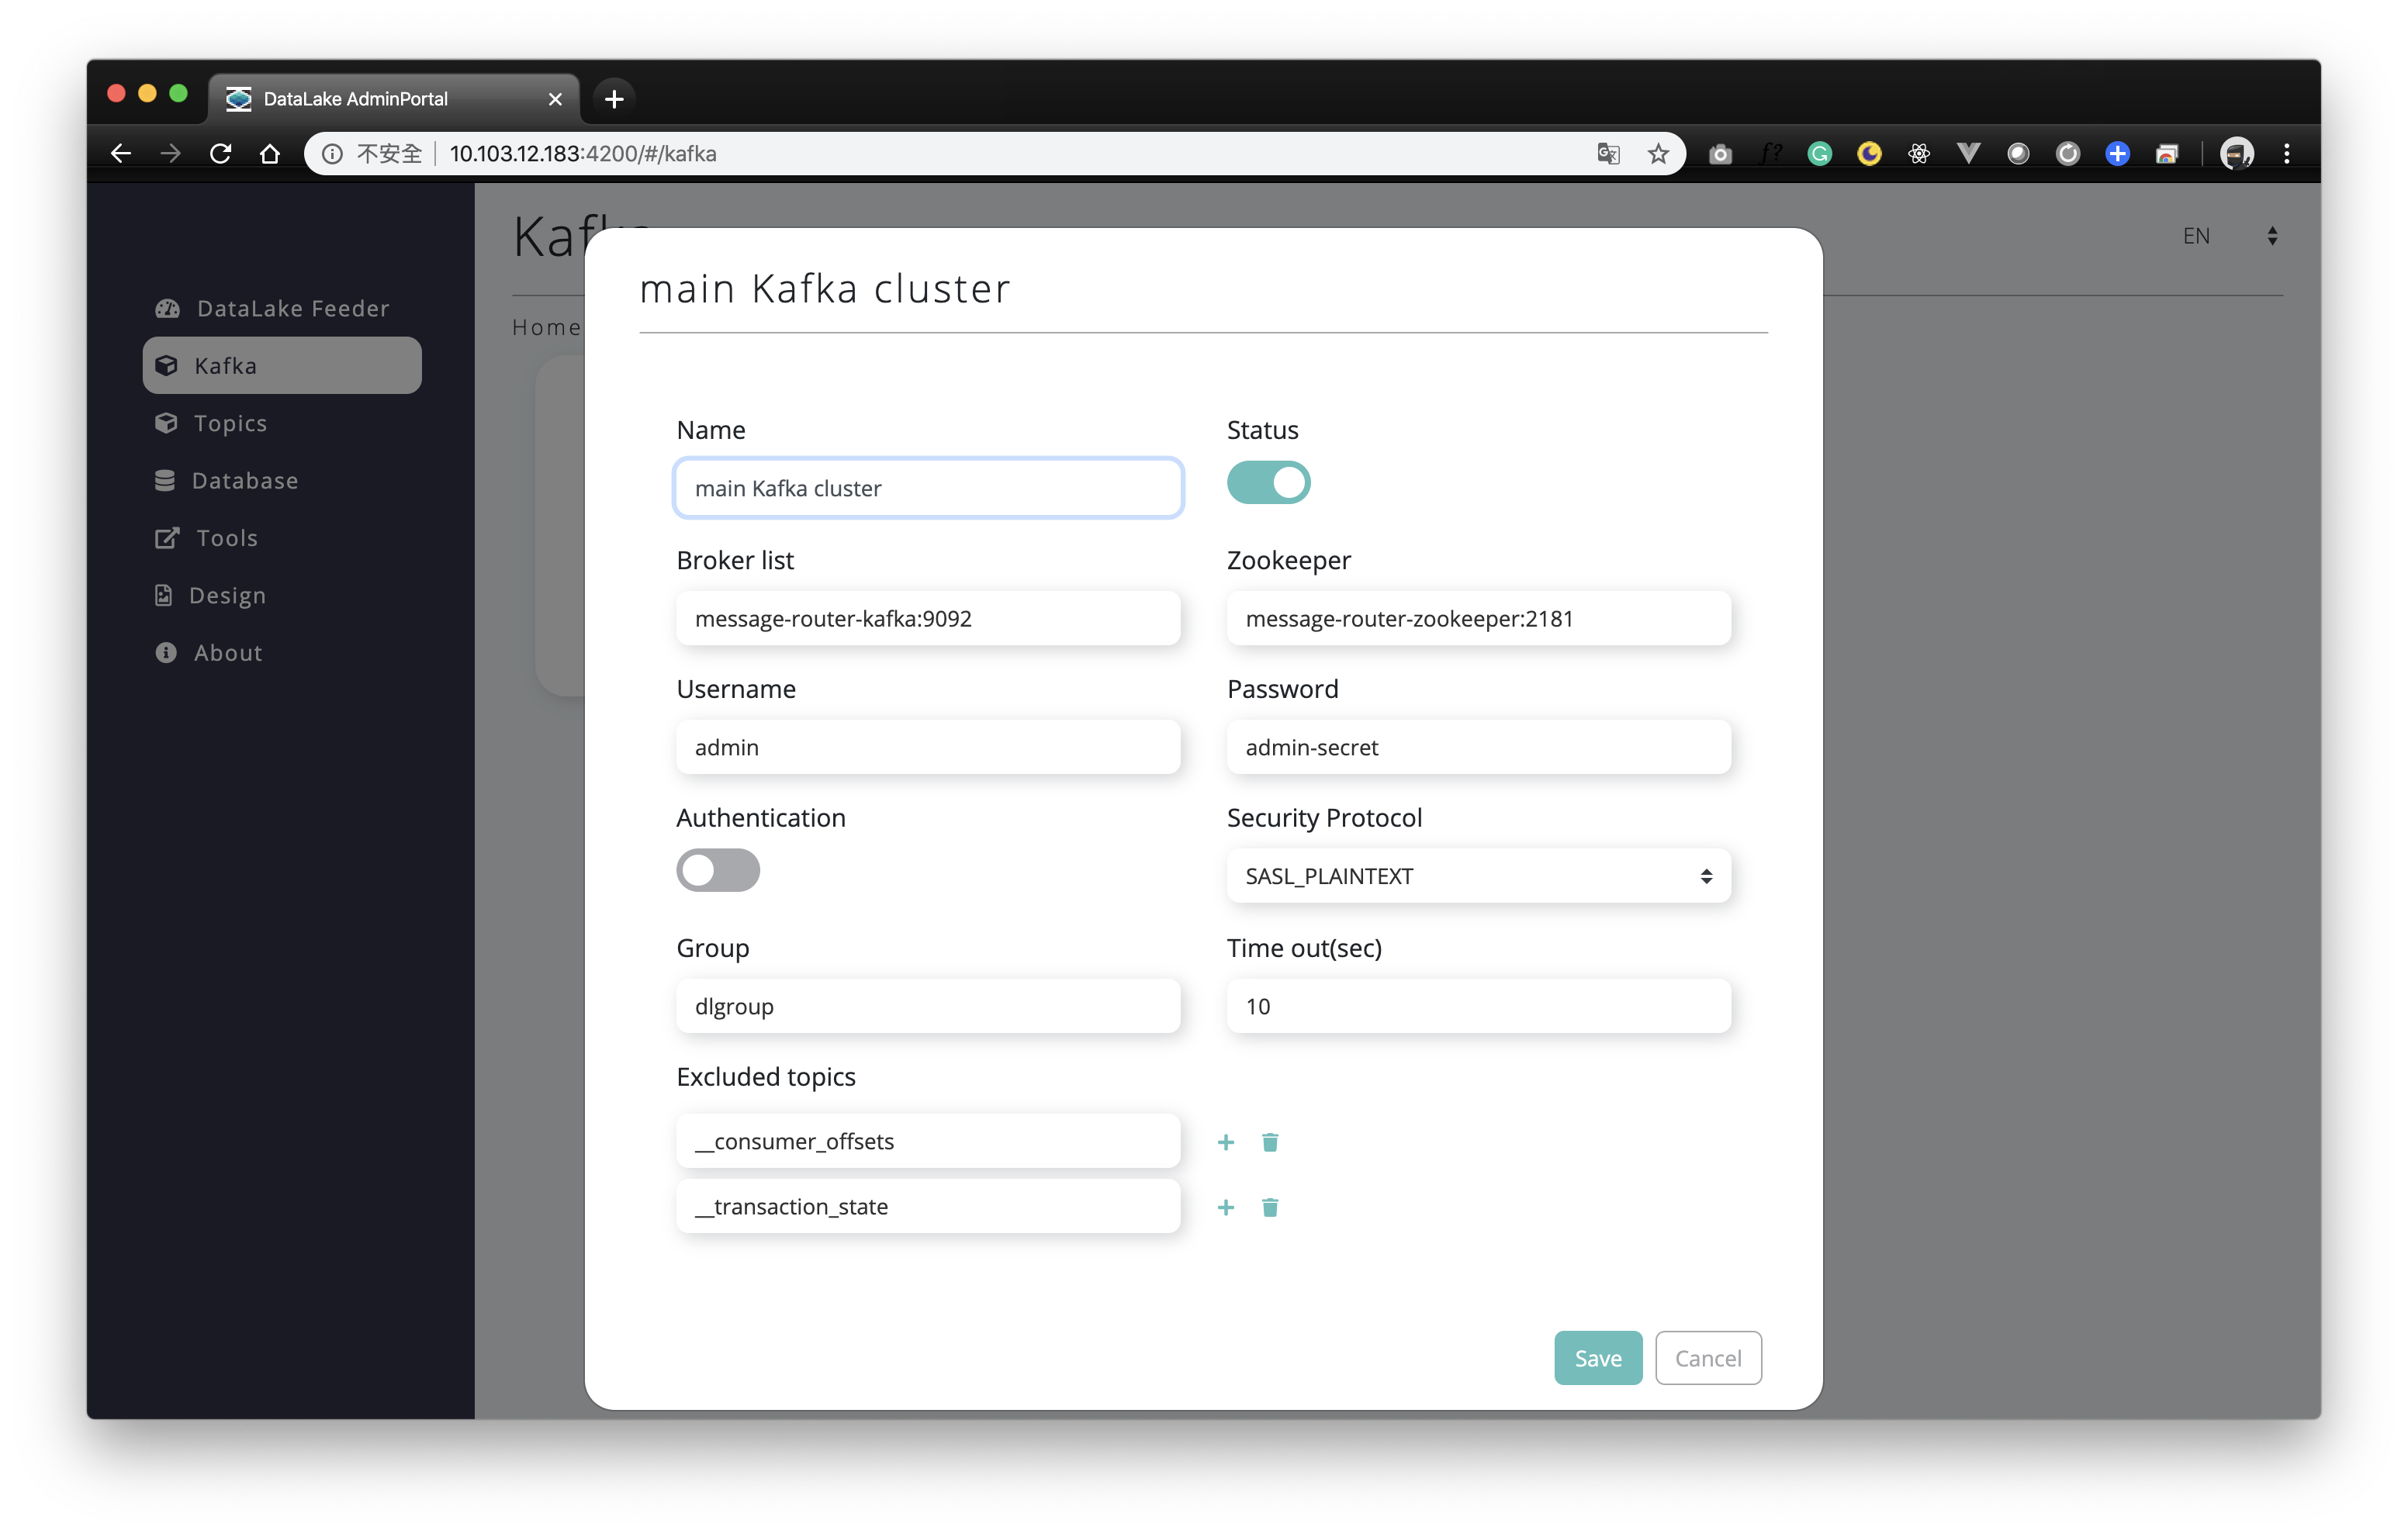 DataLake AdminPortal
不安全 10.103.12.183:4200/#/kafka
Kafka
EN
Home
DataLake Feeder
Kafka
Topics
Database
Tools
Design
About
main Kafka cluster
Name
Status
main Kafka cluster
Broker list
Zookeeper
message-router-kafka:9092
message-router-zookeeper:2181
Username
Password
admin
admin-secret
Authentication
Security Protocol
SASL_PLAINTEXT
Group
Time out(sec)
dlgroup
10
Excluded topics
__consumer_offsets
__transaction_state
Save
Cancel